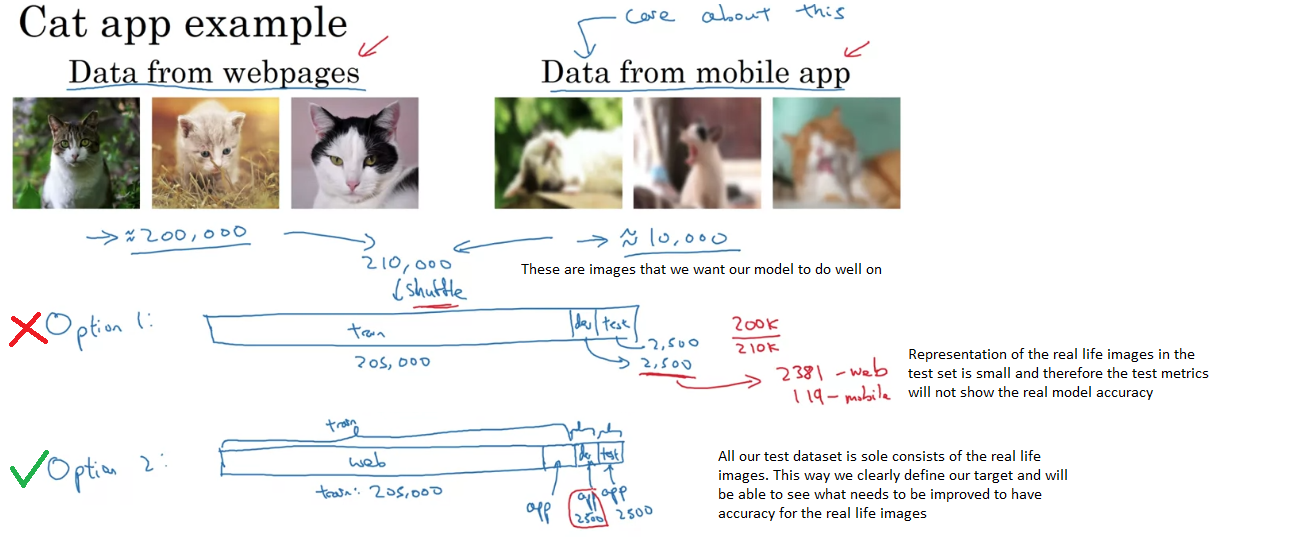 Cat app example
care about this
Data from webpages
Data from mobile app
→ ≈200,000
→ ≈ 10,000
210,000
These are images that we want our model to do well on
↓ shuffle
Option 1:
train
dev
test
205,000
2,500
2,500
200K
210K
2381 - web
119 - mobile
Representation of the real life images in the
test set is small and therefore the test metrics
will not show the real model accuracy
train
Option 2:
web
dev
test
train: 205,000
app
app
2500
app
2500
All our test dataset is sole consists of the real life
images. This way we clearly define our target and will
be able to see what needs to be improved to have
accuracy for the real life images